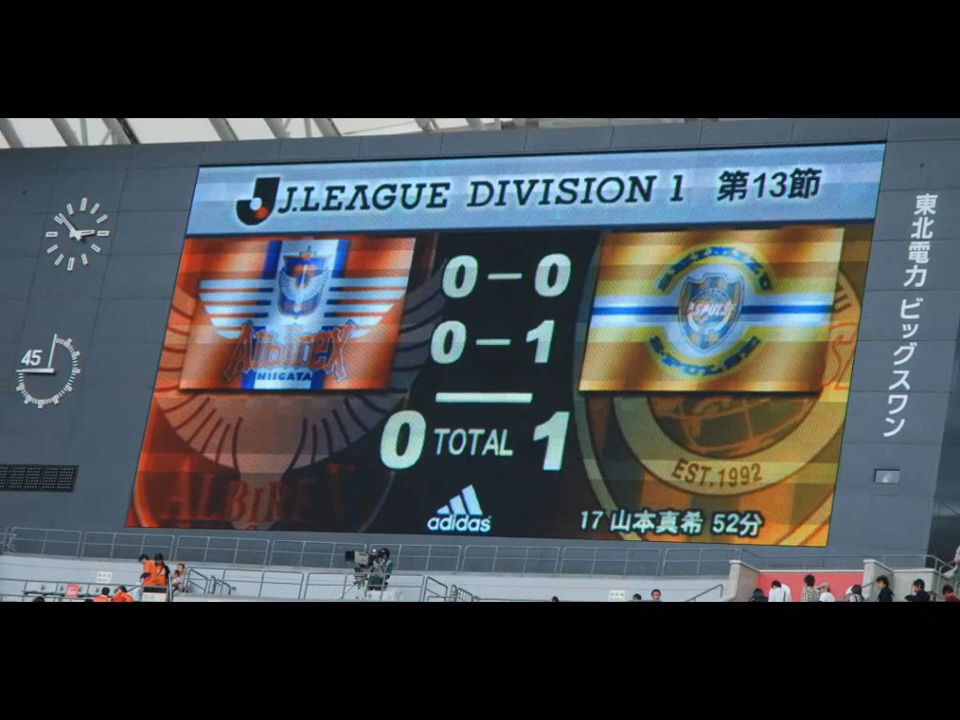 J.LEAGUE DIVISION 1 第13節
0 - 0
0 - 1
0 TOTAL 1
AlbireX
NIIGATA
S-PULSE
ALBIREX
EST.1992
adidas
17 山本真希 52分
45
東北電力 ビッグスワン